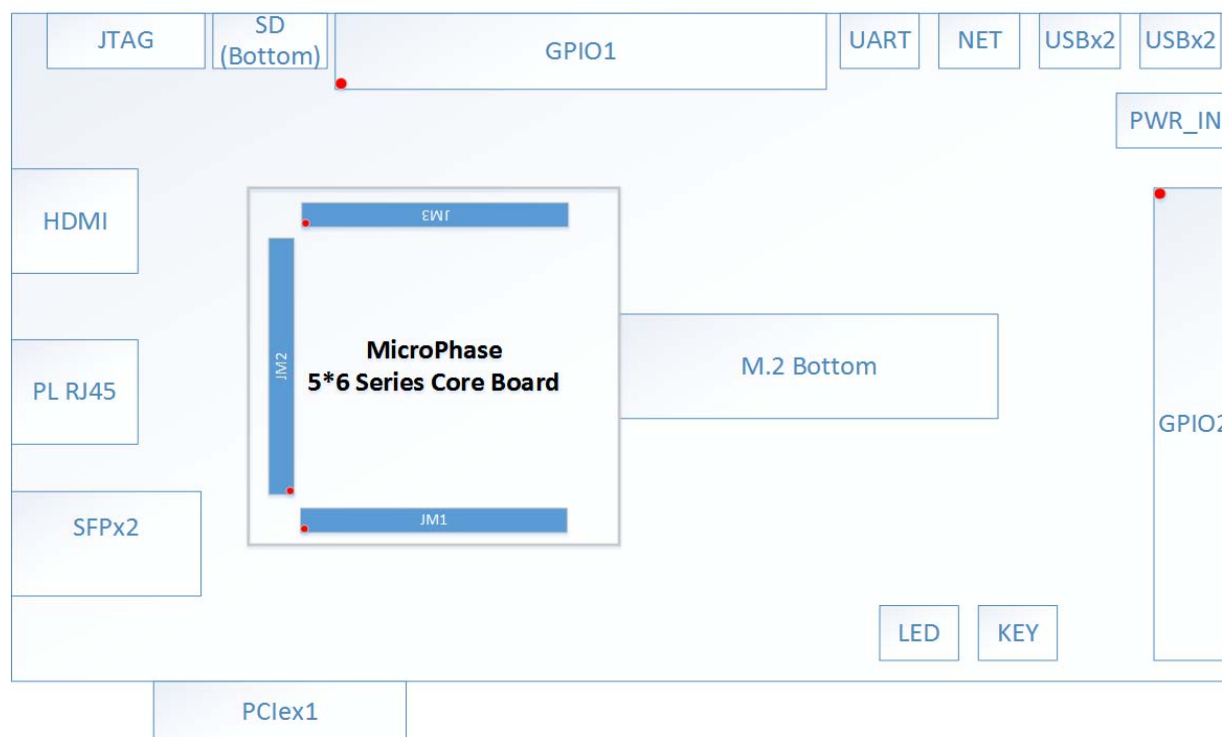 JTAG
SD
(Bottom)
GPIO1
UART
NET
USBx2
USBx2
PWR_IN
HDMI
JM3
JM2
MicroPhase
5*6 Series Core Board
M.2 Bottom
PL RJ45
GPIO2
SFPx2
JM1
LED
KEY
PCIex1